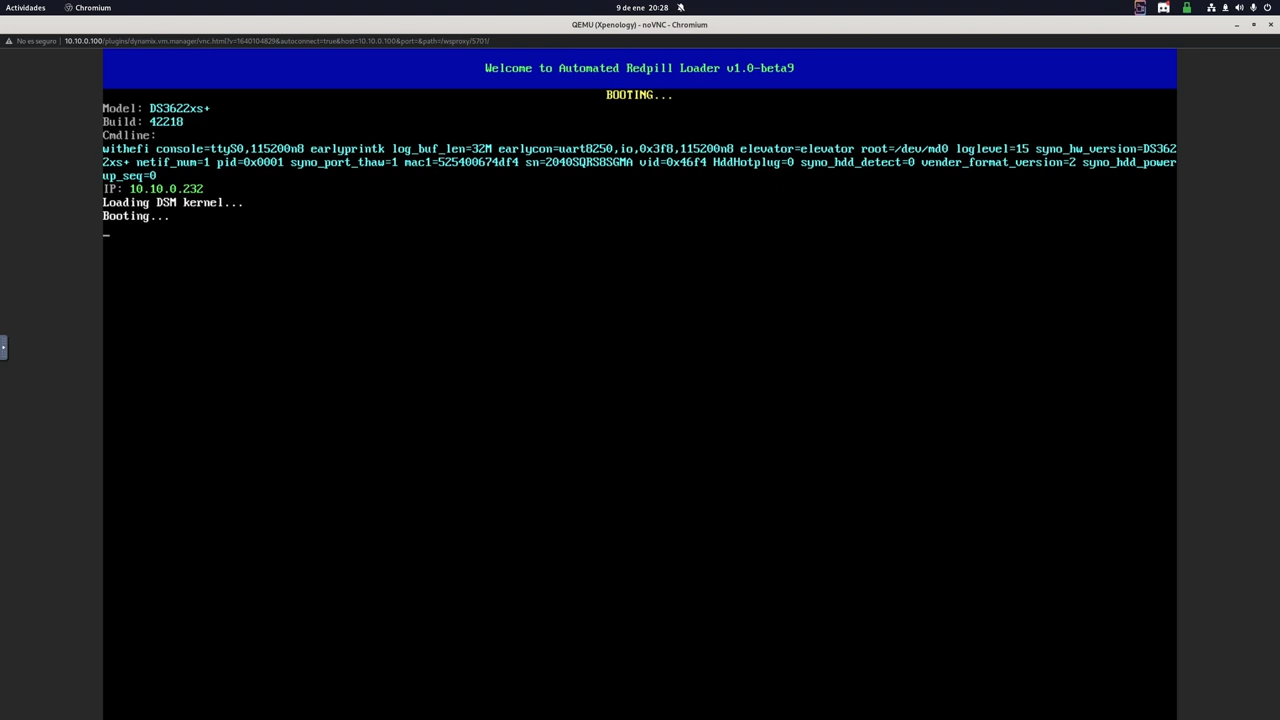 Actividades Chromium 9 de ene 20:28
QEMU (Xpenology) - noVNC - Chromium
No es seguro 10.10.0.100/plugins/dynamix.vm.manager/vnc.html?v=1640104829&autoconnect=true&host=10.10.0.100&port=&path=/wsproxy/5701/
Welcome to Automated Redpill Loader v1.0-beta9
BOOTING...
Model: DS3622xs+
Build: 42218
Cmdline:
withefi console=ttyS0,115200n8 earlyprintk log_buf_len=32M earlycon=uart8250,io,0x3f8,115200n8 elevator=elevator root=/dev/md0 loglevel=15 syno_hw_version=DS362
2xs+ netif_num=1 pid=0x0001 syno_port_thaw=1 mac1=525400674df4 sn=2040SQRS8SGMA vid=0x46f4 HddHotplug=0 syno_hdd_detect=0 vender_format_version=2 syno_hdd_power
up_seq=0
IP: 10.10.0.232
Loading DSM kernel...
Booting...